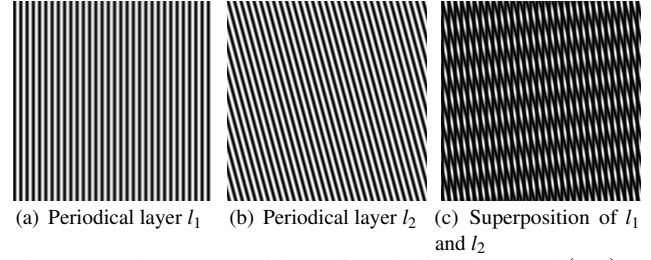 (a) Periodical layer l1
(b) Periodical layer l2
(c) Superposition of l1
and l2